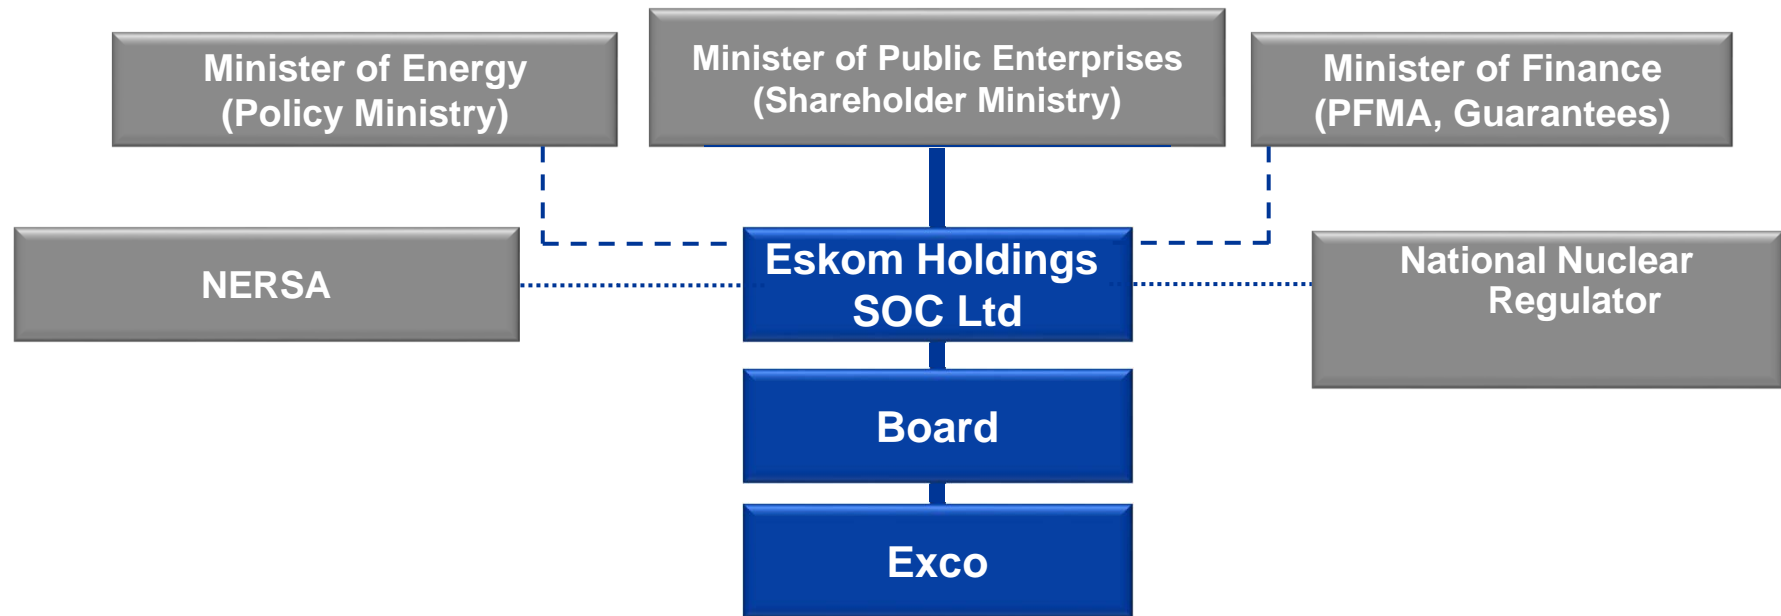 Minister of Energy
(Policy Ministry)
Minister of Public Enterprises
(Shareholder Ministry)
Minister of Finance
(PFMA, Guarantees)
NERSA
Eskom Holdings
SOC Ltd
National Nuclear
Regulator
Board
Exco